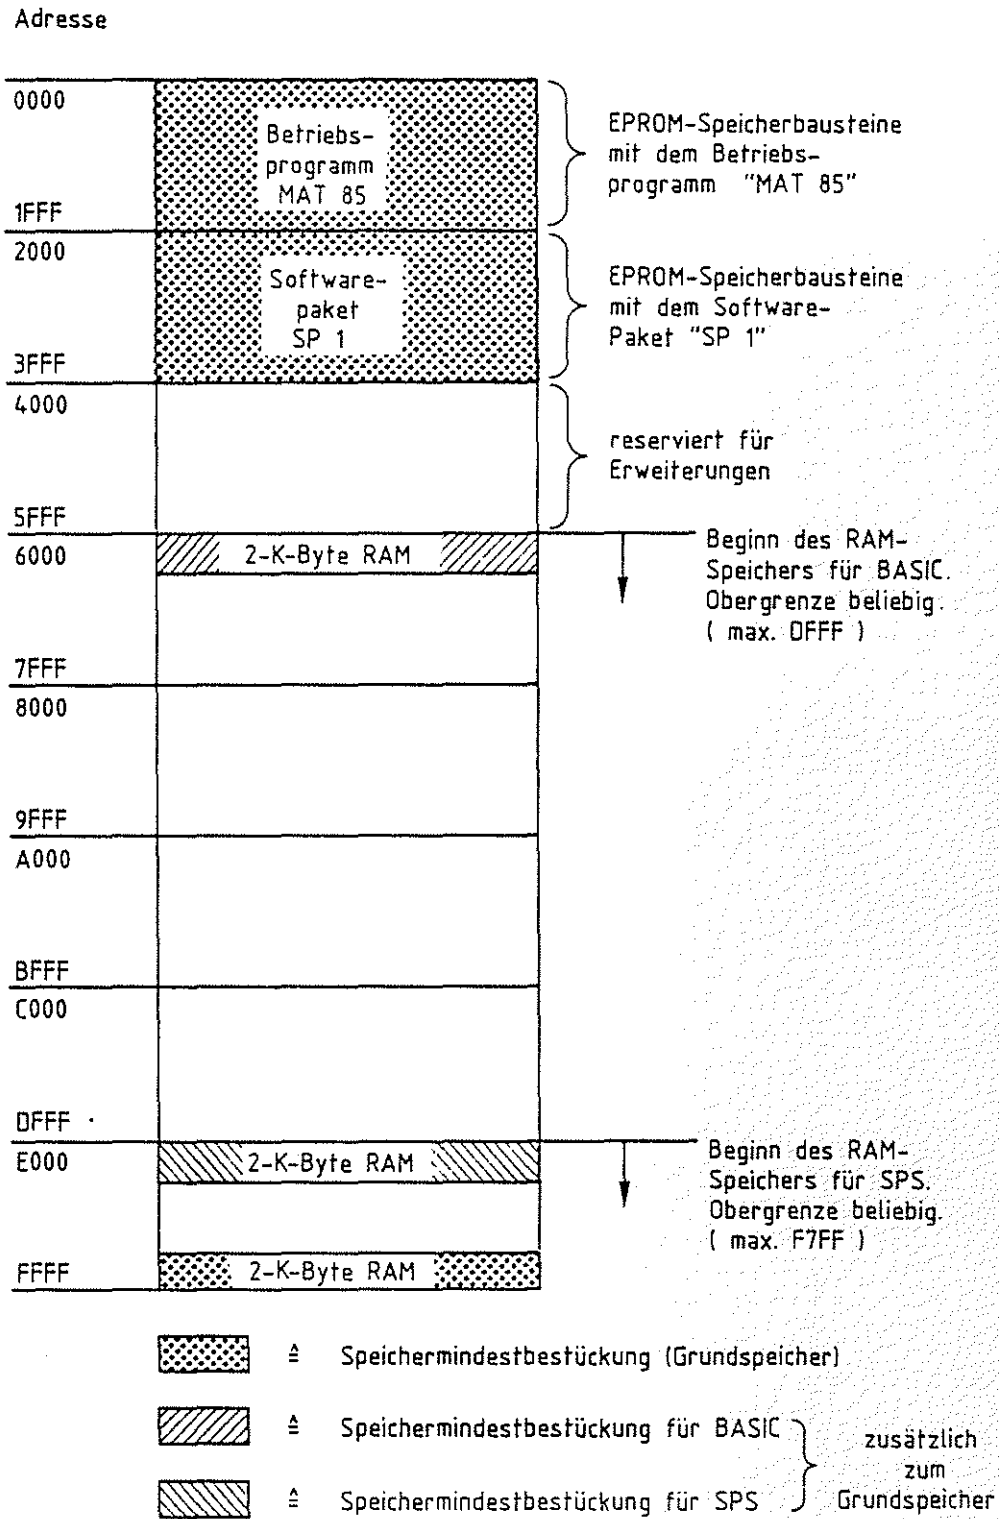 Adresse
0000
Betriebs-
programm
MAT 85
1FFF
EPROM-Speicherbausteine
mit dem Betriebs-
programm "MAT 85"
2000
Software-
paket
SP 1
3FFF
EPROM-Speicherbausteine
mit dem Software-
Paket "SP 1"
4000
5FFF
reserviert für
Erweiterungen
6000
2-K-Byte RAM
7FFF
Beginn des RAM-
Speichers für BASIC.
Obergrenze beliebig.
( max. DFFF )
8000
9FFF
A000
BFFF
C000
DFFF
E000
2-K-Byte RAM
Beginn des RAM-
Speichers für SPS.
Obergrenze beliebig.
( max. F7FF )
FFFF
2-K-Byte RAM
≙ Speichermindestbestückung (Grundspeicher)
≙ Speichermindestbestückung für BASIC
≙ Speichermindestbestückung für SPS
zusätzlich
zum
Grundspeicher